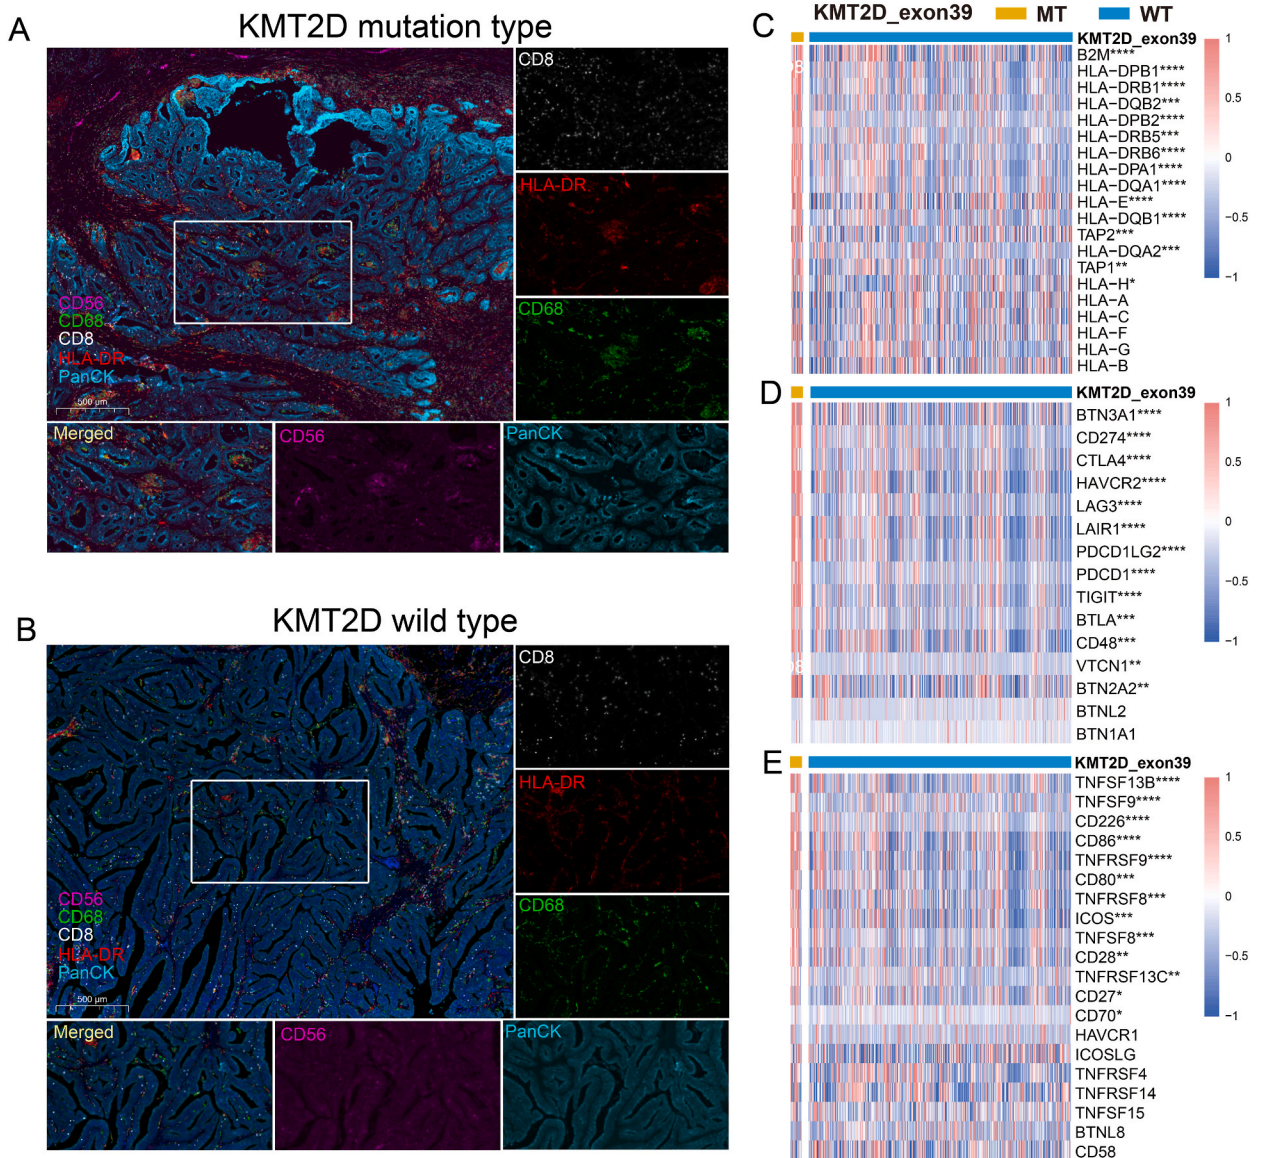 A
KMT2D mutation type
CD8
HLA-DR
CD68
CD56
CD68
CD8
HLA-DR
PanCK
500 μm
Merged
CD56
PanCK
B
KMT2D wild type
CD8
HLA-DR
CD68
CD56
CD68
CD8
HLA-DR
PanCK
500 μm
Merged
CD56
PanCK
C
KMT2D_exon39 MT WT
KMT2D_exon39
B2M****
HLA−DPB1****
HLA−DRB1****
HLA−DQB2***
HLA−DPB2****
HLA−DRB5***
HLA−DRB6****
HLA−DPA1****
HLA−DQA1****
HLA−E****
HLA−DQB1****
TAP2***
HLA−DQA2***
TAP1**
HLA−H*
HLA−A
HLA−C
HLA−F
HLA−G
HLA−B
1
0.5
0
−0.5
−1
D
KMT2D_exon39
BTN3A1****
CD274****
CTLA4****
HAVCR2****
LAG3****
LAIR1****
PDCD1LG2****
PDCD1****
TIGIT****
BTLA***
CD48***
VTCN1**
BTN2A2**
BTNL2
BTN1A1
1
0.5
0
−0.5
−1
E
KMT2D_exon39
TNFSF13B****
TNFSF9****
CD226****
CD86****
TNFRSF9****
CD80***
TNFRSF8***
ICOS***
TNFSF8***
CD28**
TNFRSF13C**
CD27*
CD70*
HAVCR1
ICOSLG
TNFRSF4
TNFRSF14
TNFSF15
BTNL8
CD58
1
0.5
0
−0.5
−1